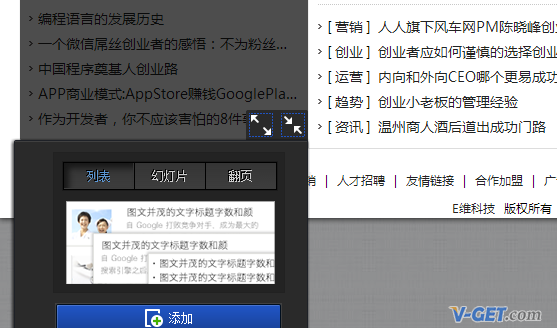 › 编程语言的发展历史
› 一个微信屌丝创业者的感悟：不为粉丝...
› 中国程序奠基人创业路
› APP商业模式:AppStore赚钱GooglePla...
› 作为开发者，你不应该害怕的8件
› [ 营销 ] 人人旗下风车网PM陈晓峰创业
› [ 创业 ] 创业者应如何谨慎的选择创业
› [ 运营 ] 内向和外向CEO哪个更易成功
› [ 趋势 ] 创业小老板的管理经验
› [ 资讯 ] 温州商人酒后道出成功门路
销 | 人才招聘 | 友情链接 | 合作加盟 | 广
E维科技 版权所有
列表 幻灯片 翻页
图文并茂的文字标题字数和颜
自 Google 打败竞争对手，成为最大的
图文并茂的文字标题字数和颜
自 Google 打
搜索引擎之后
• 图文并茂的文字标题字数和
• 图文并茂的文字标题字数和
添加
V-GET.com